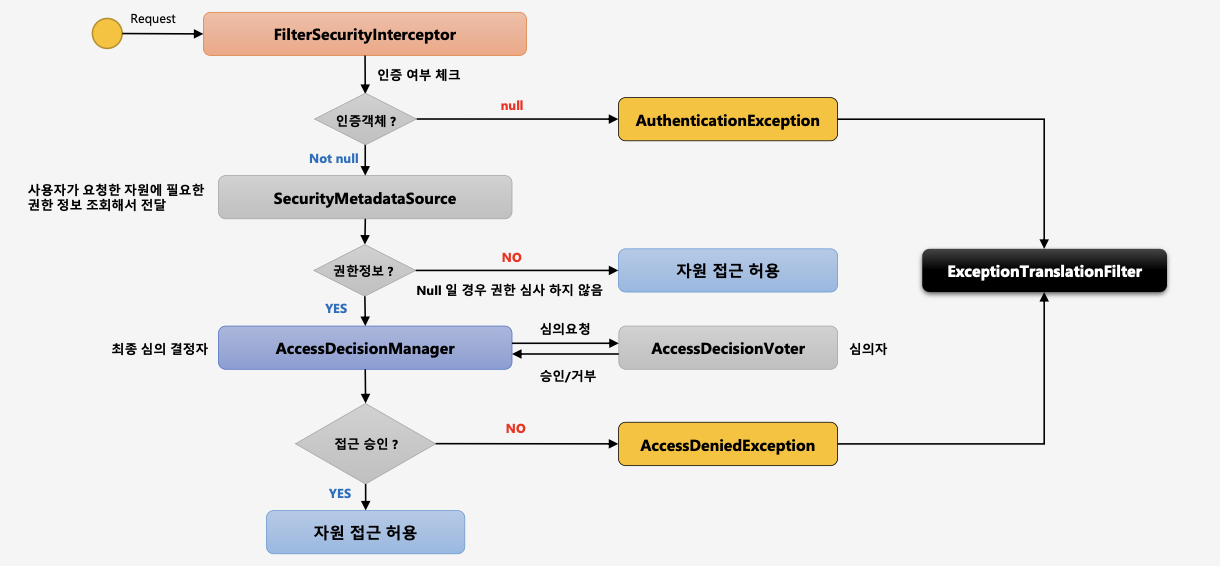 Request
FilterSecurityInterceptor
인증 여부 체크
인증객체 ?
null
AuthenticationException
Not null
사용자가 요청한 자원에 필요한
권한 정보 조회해서 전달
SecurityMetadataSource
권한정보 ?
NO
Null 일 경우 권한 심사 하지 않음
자원 접근 허용
ExceptionTranslationFilter
YES
최종 심의 결정자
AccessDecisionManager
심의요청
승인/거부
AccessDecisionVoter
심의자
접근 승인 ?
NO
AccessDeniedException
YES
자원 접근 허용